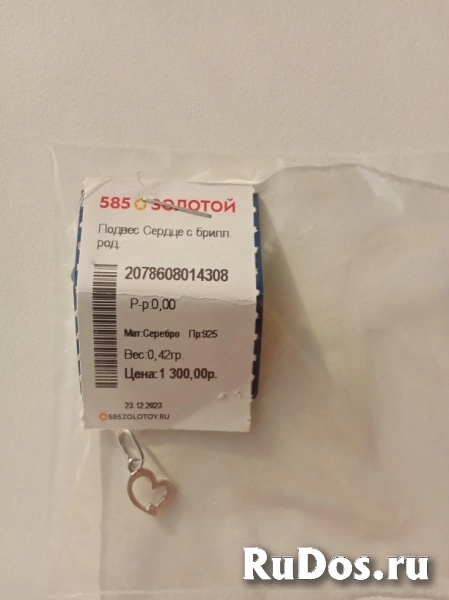 585 ЗОЛОТОЙ
Подвес Сердце с брилл.
род.
2078608014308
Р-р:0,00
Мат:Серебро Пр:925
Вес:0,42гр.
Цена:1 300,00р.
23.12.2023
585ZOLOTOY.RU
RuDos.ru